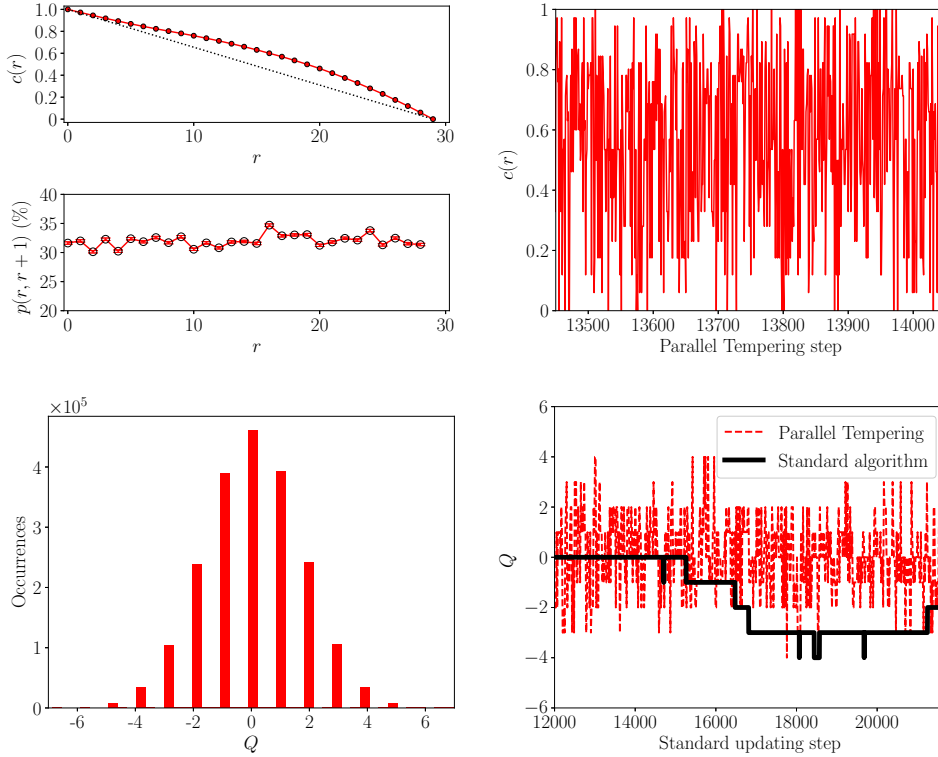 1.0
0.8
0.6
0.4
0.2
0
c(r)
0 10 20 30
r
40
35
30
25
20
p(r, r + 1) (%)
0 10 20 30
r
1
0.8
0.6
0.4
0.2
0
c(r)
13500 13600 13700 13800 13900 14000
Parallel Tempering step
×10⁵
4
3
2
1
0
Occurrences
-6 -4 -2 0 2 4 6
Q
6
4
2
0
−2
−4
−6
Q
Parallel Tempering
Standard algorithm
12000 14000 16000 18000 20000
Standard updating step